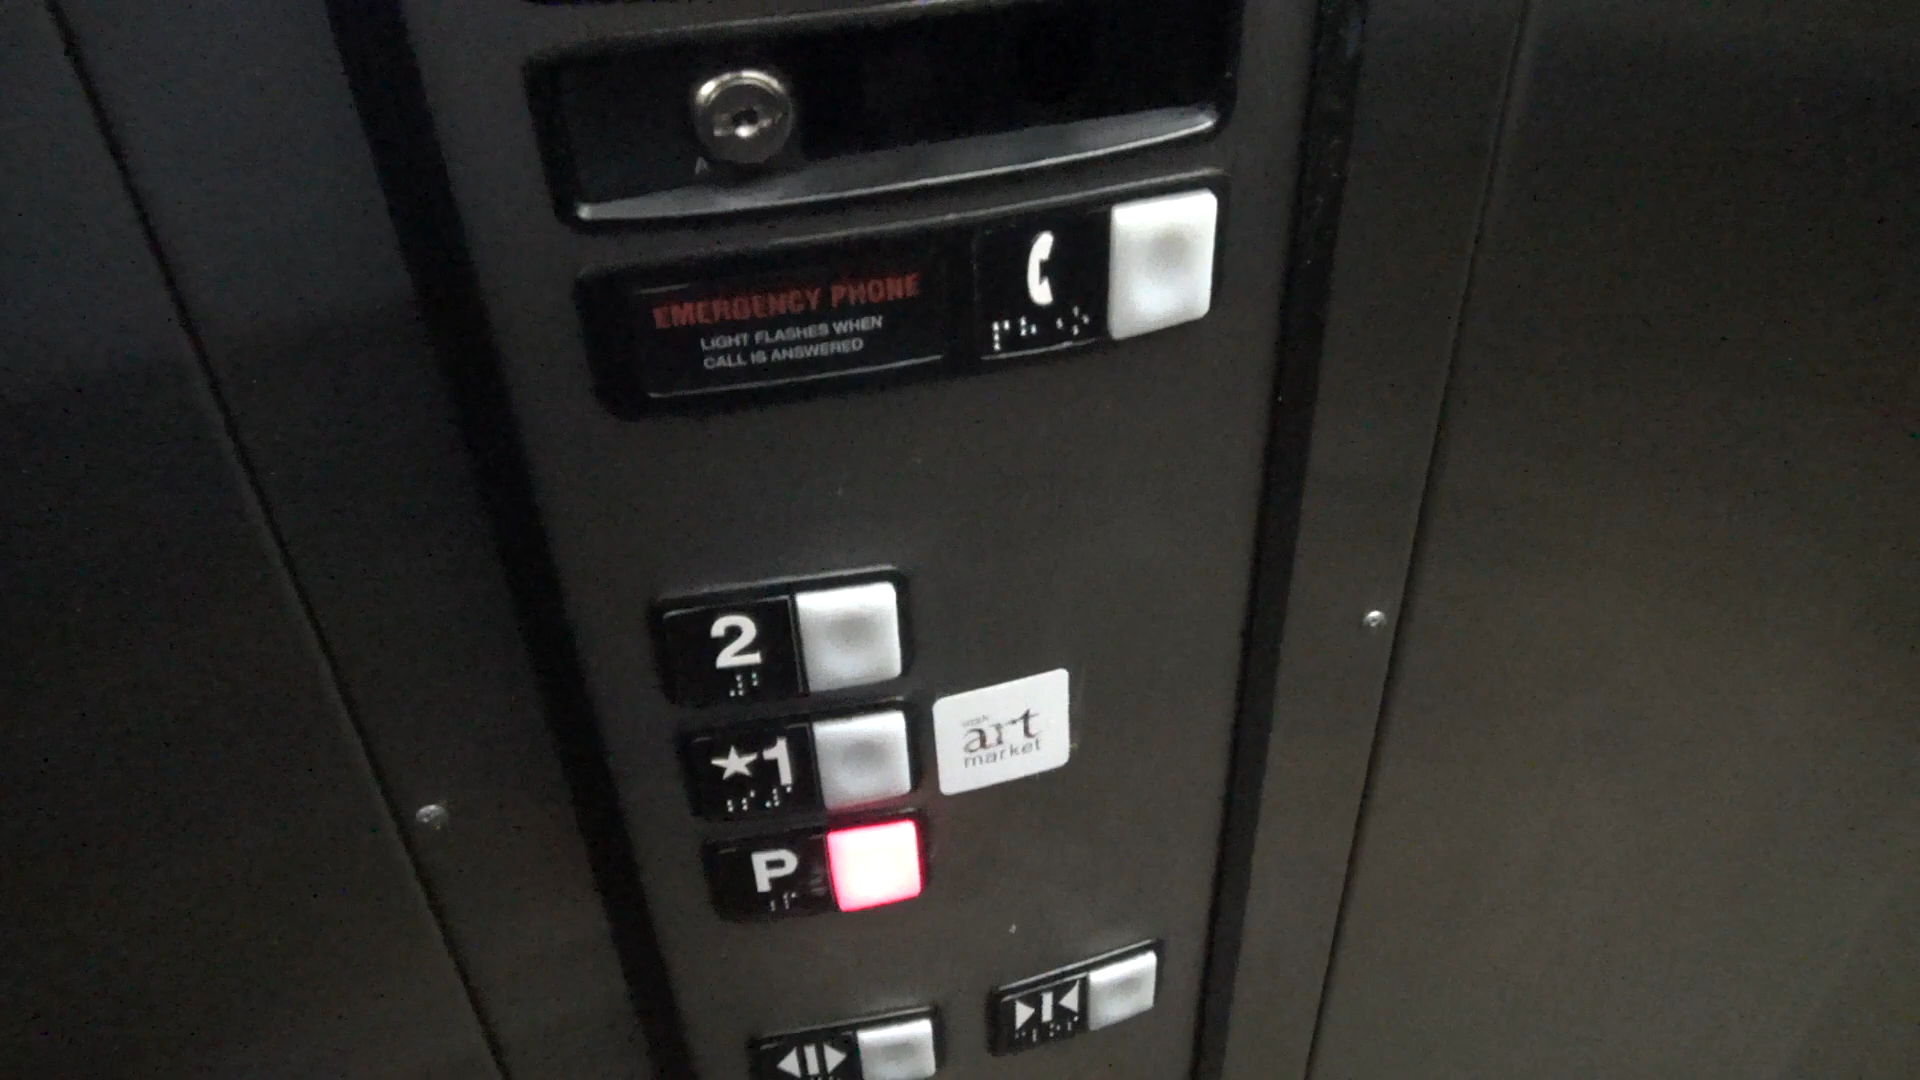 EMERGENCY PHONE
LIGHT FLASHES WHEN
CALL IS ANSWERED
2
★1
art
market
P